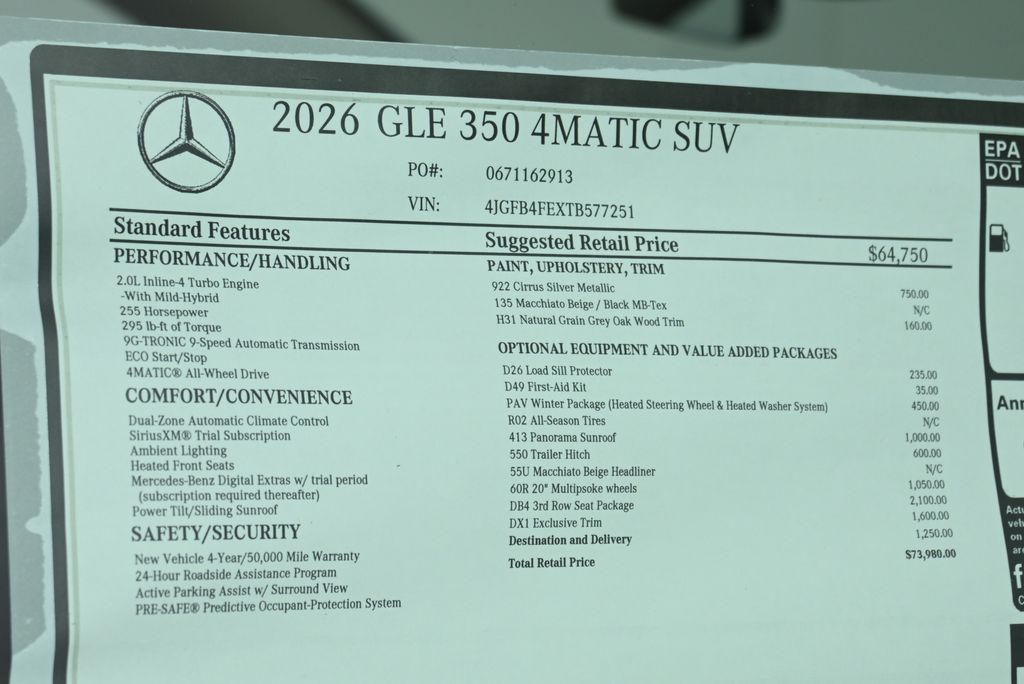 2026 GLE 350 4MATIC SUV
PO#: 0671162913
VIN: 4JGFB4FEXTB577251
Standard Features Suggested Retail Price $64,750
PERFORMANCE/HANDLING
2.0L Inline-4 Turbo Engine
-With Mild-Hybrid
255 Horsepower
295 lb-ft of Torque
9G-TRONIC 9-Speed Automatic Transmission
ECO Start/Stop
4MATIC® All-Wheel Drive
COMFORT/CONVENIENCE
Dual-Zone Automatic Climate Control
SiriusXM® Trial Subscription
Ambient Lighting
Heated Front Seats
Mercedes-Benz Digital Extras w/ trial period
(subscription required thereafter)
Power Tilt/Sliding Sunroof
SAFETY/SECURITY
New Vehicle 4-Year/50,000 Mile Warranty
24-Hour Roadside Assistance Program
Active Parking Assist w/ Surround View
PRE-SAFE® Predictive Occupant-Protection System
PAINT, UPHOLSTERY, TRIM
922 Cirrus Silver Metallic 750.00
135 Macchiato Beige / Black MB-Tex N/C
H31 Natural Grain Grey Oak Wood Trim 160.00
OPTIONAL EQUIPMENT AND VALUE ADDED PACKAGES
D26 Load Sill Protector 235.00
D49 First-Aid Kit 35.00
PAV Winter Package (Heated Steering Wheel & Heated Washer System) 450.00
R02 All-Season Tires N/C
413 Panorama Sunroof 1,000.00
550 Trailer Hitch 600.00
55U Macchiato Beige Headliner N/C
60R 20" Multipsoke wheels 1,050.00
DB4 3rd Row Seat Package 2,100.00
DX1 Exclusive Trim 1,600.00
Destination and Delivery 1,250.00
Total Retail Price $73,980.00
EPA
DOT
Ann
Actu
veh
on
are
f